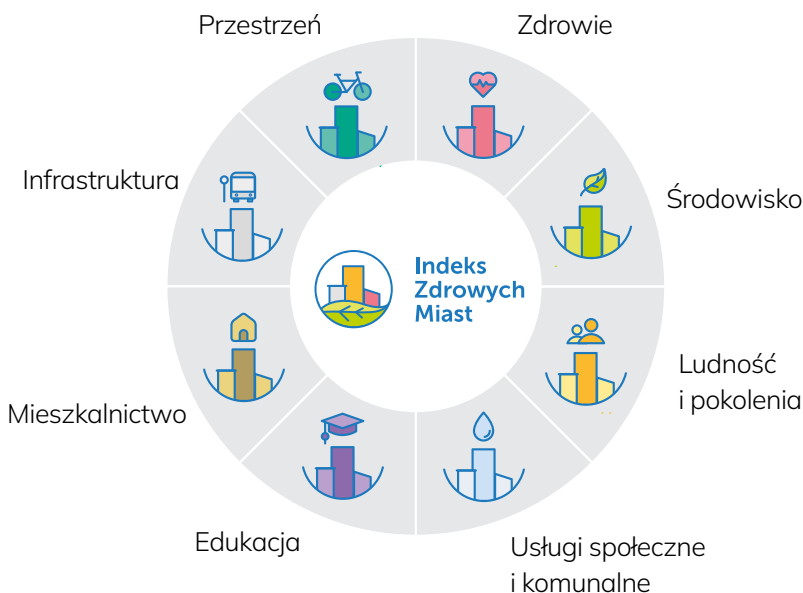 Przestrzeń
Zdrowie
Infrastruktura
Środowisko
Indeks
Zdrowych
Miast
Ludność
i pokolenia
Mieszkalnictwo
Edukacja
Usługi społeczne
i komunalne